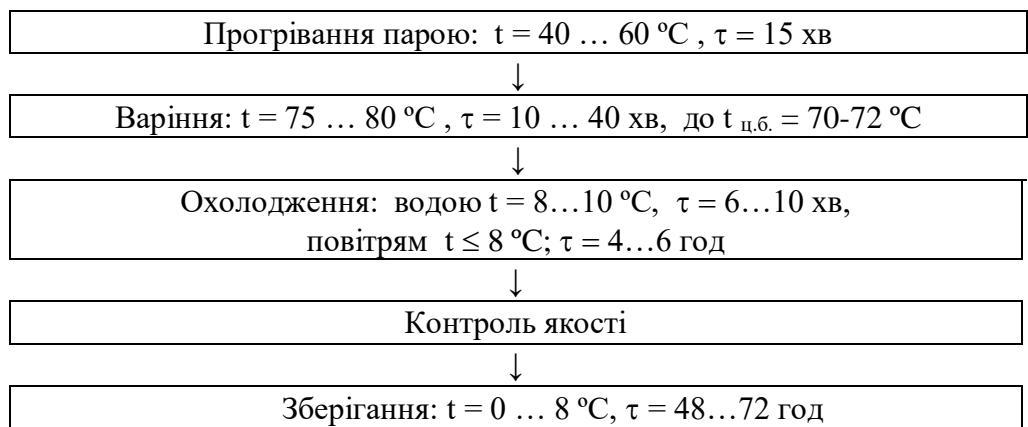 Прогрівання парою: t = 40 … 60 ºС , τ = 15 хв
↓
Варіння: t = 75 … 80 ºС , τ = 10 … 40 хв, до t ц.б. = 70-72 ºС
↓
Охолодження: водою t = 8…10 ºС, τ = 6…10 хв,
повітрям t ≤ 8 ºС; τ = 4…6 год
↓
Контроль якості
↓
Зберігання: t = 0 … 8 ºС, τ = 48…72 год